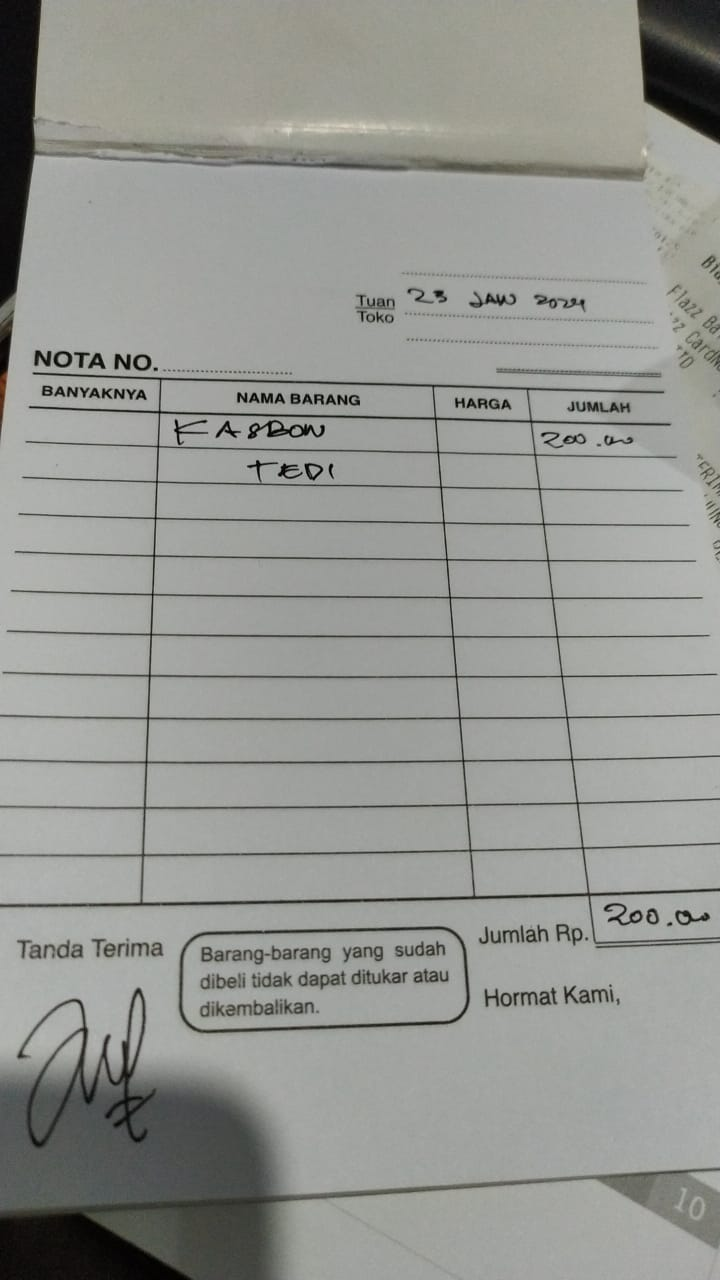 Tuan
Toko
23 JAN 2024
NOTA NO.
BANYAKNYA NAMA BARANG HARGA JUMLAH
KASBON 200.000
TEDI
Jumlah Rp. 200.000
Tanda Terima
Barang-barang yang sudah
dibeli tidak dapat ditukar atau
dikembalikan.
Hormat Kami,
Flazz
10